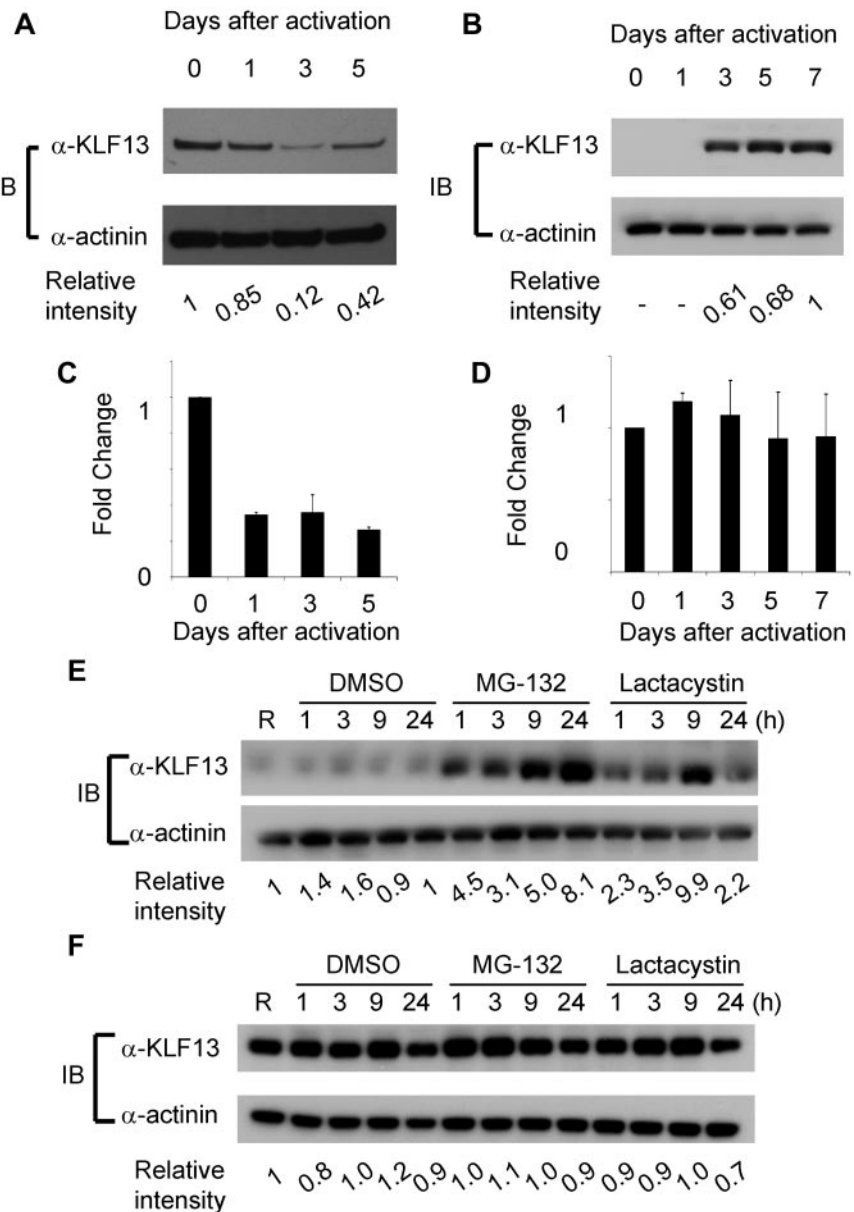 A
Days after activation
0 1 3 5
B
α-KLF13
α-actinin
Relative intensity
1 0.85 0.12 0.42
B
Days after activation
0 1 3 5 7
IB
α-KLF13
α-actinin
Relative intensity
- - 0.61 0.68 1
C
Fold Change
1
0
0 1 3 5
Days after activation
D
Fold Change
1
0
0 1 3 5 7
Days after activation
E
DMSO MG-132 Lactacystin
R 1 3 9 24 1 3 9 24 1 3 9 24 (h)
IB
α-KLF13
α-actinin
Relative intensity
1 1.4 1.6 0.9 1 4.5 3.1 5.0 8.1 2.3 3.5 9.9 2.2
F
DMSO MG-132 Lactacystin
R 1 3 9 24 1 3 9 24 1 3 9 24 (h)
IB
α-KLF13
α-actinin
Relative intensity
1 0.8 1.0 1.2 0.9 1.0 1.1 1.0 0.9 0.9 0.9 1.0 0.7